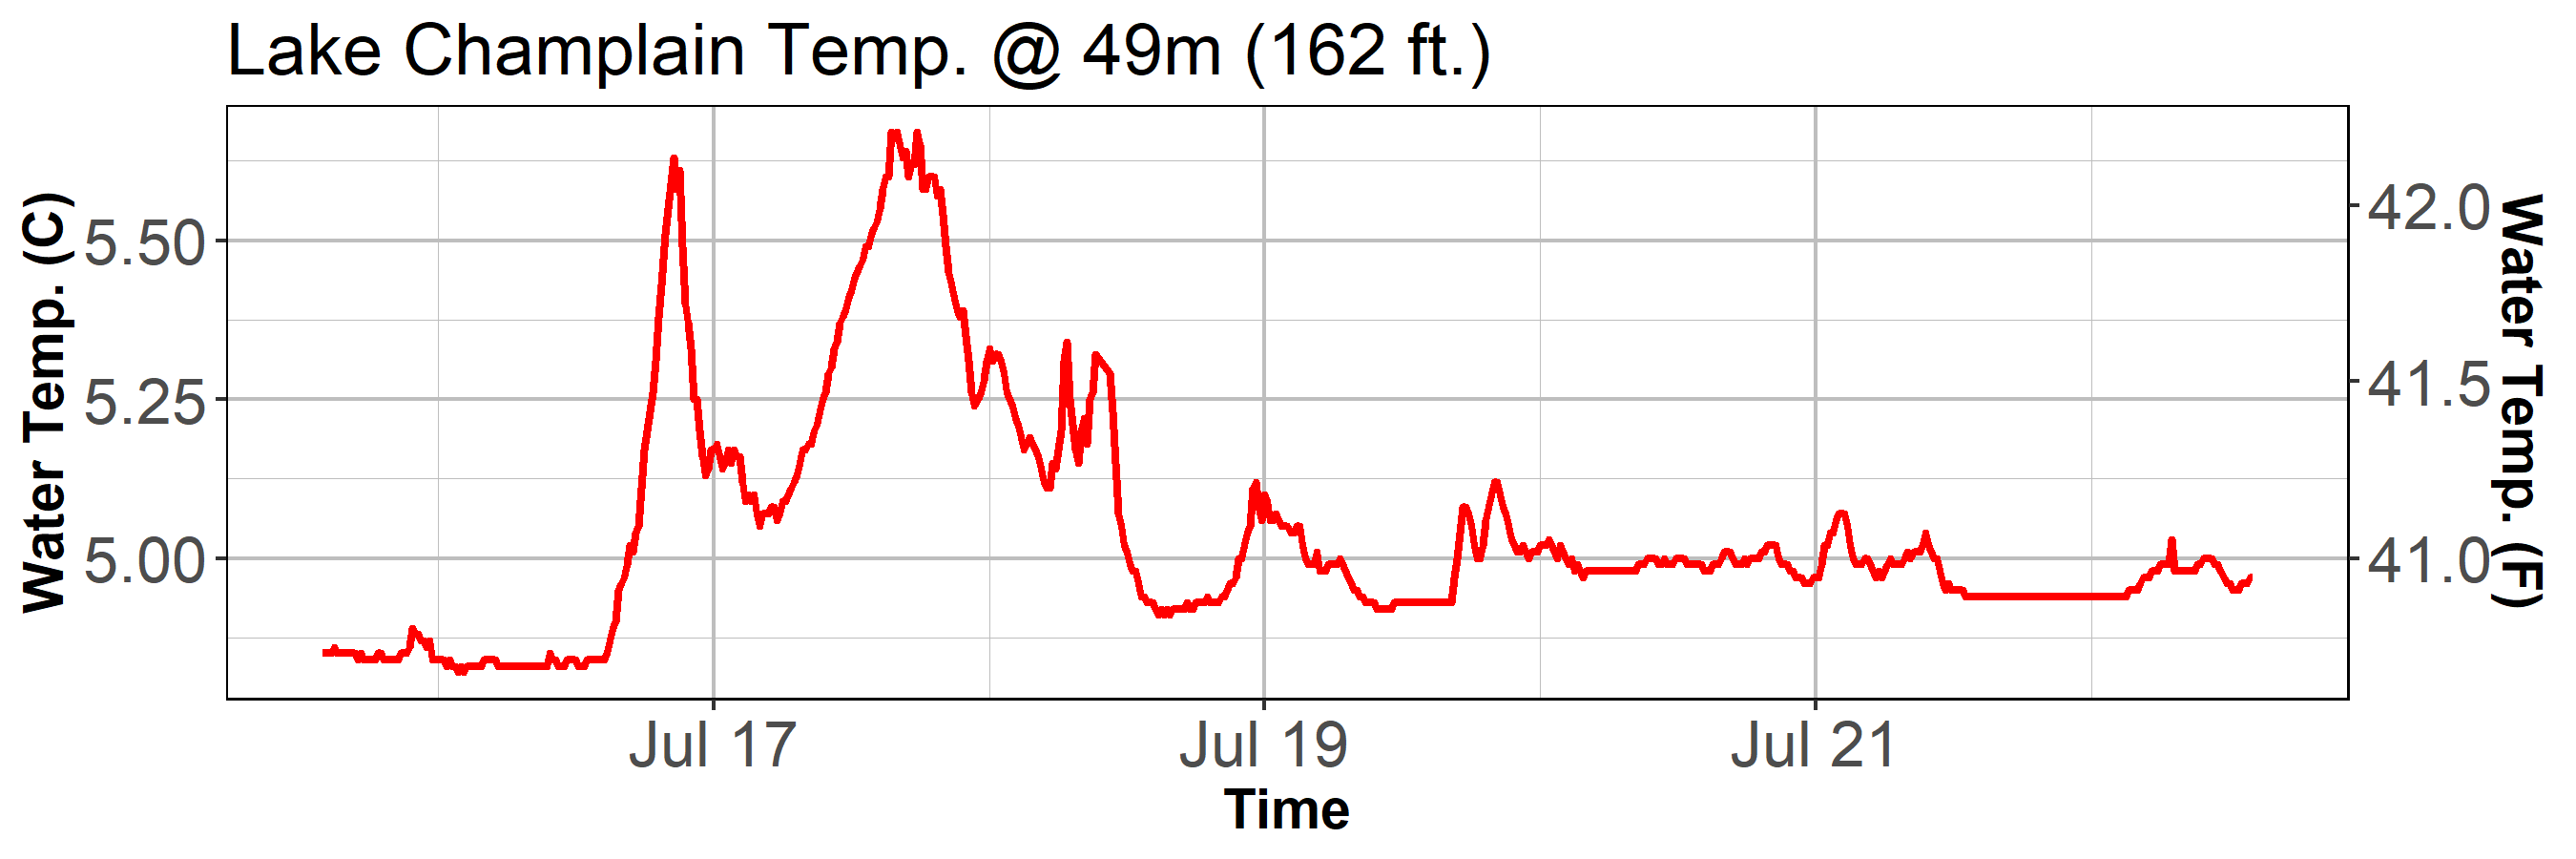 Lake Champlain Temp. @ 49m (162 ft.)
Water Temp. (C)
5.50
5.25
5.00
42.0
41.5
41.0
Water Temp. (F)
Jul 17
Jul 19
Jul 21
Time